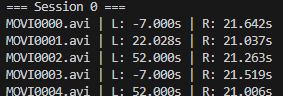 === Session 0 ===
MOVI0000.avi | L: -7.000s | R: 21.642s
MOVI0001.avi | L: 22.028s | R: 21.037s
MOVI0002.avi | L: 52.000s | R: 21.263s
MOVI0003.avi | L: -7.000s | R: 21.519s
MOVI0004.avi | L: 52.000s | R: 21.006s